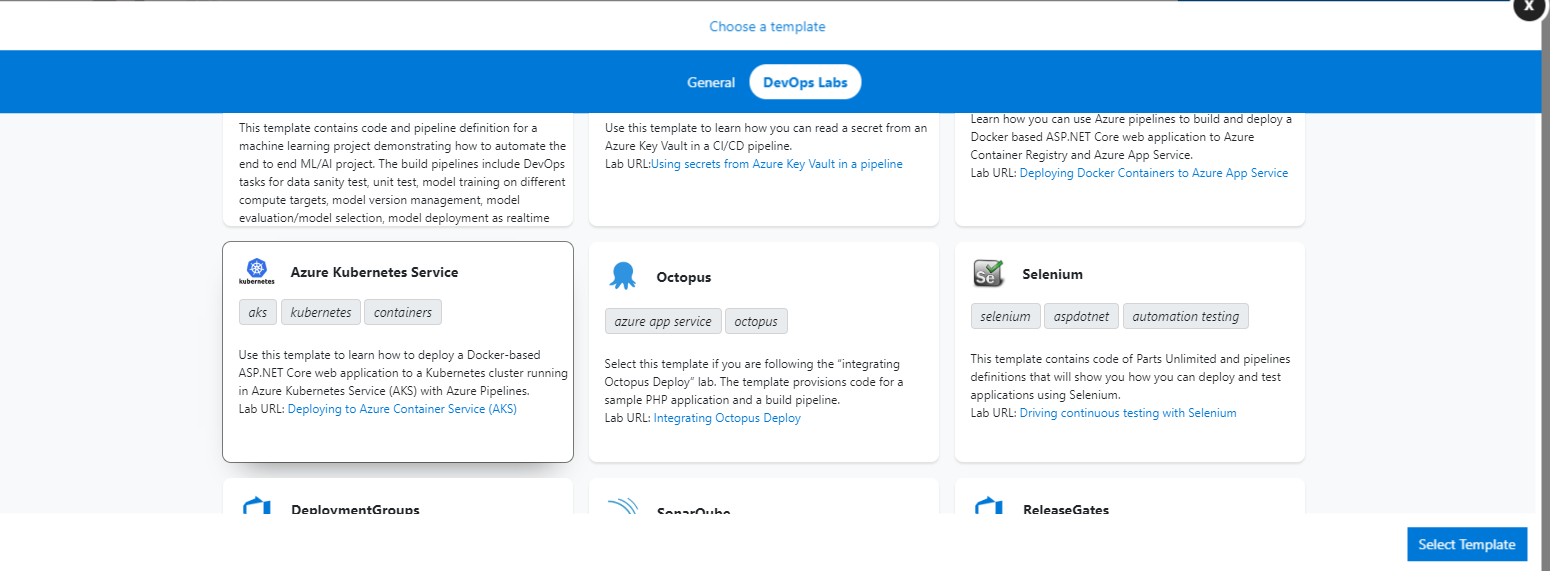 X
Choose a template
General
DevOps Labs
This template contains code and pipeline definition for a
machine learning project demonstrating how to automate the
end to end ML/AI project. The build pipelines include DevOps
tasks for data sanity test, unit test, model training on different
compute targets, model version management, model
evaluation/model selection, model deployment as realtime
Use this template to learn how you can read a secret from an
Azure Key Vault in a CI/CD pipeline.
Lab URL:Using secrets from Azure Key Vault in a pipeline
Learn how you can use Azure pipelines to build and deploy a
Docker based ASP.NET Core web application to Azure
Container Registry and Azure App Service.
Lab URL: Deploying Docker Containers to Azure App Service
kubernetes
Azure Kubernetes Service
aks
kubernetes
containers
Use this template to learn how to deploy a Docker-based
ASP.NET Core web application to a Kubernetes cluster running
in Azure Kubernetes Service (AKS) with Azure Pipelines.
Lab URL: Deploying to Azure Container Service (AKS)
Octopus
azure app service
octopus
Select this template if you are following the “integrating
Octopus Deploy” lab. The template provisions code for a
sample PHP application and a build pipeline.
Lab URL: Integrating Octopus Deploy
Se
Selenium
selenium
aspdotnet
automation testing
This template contains code of Parts Unlimited and pipelines
definitions that will show you how you can deploy and test
applications using Selenium.
Lab URL: Driving continuous testing with Selenium
DeploymentGroups
SonarQube
ReleaseGates
Select Template